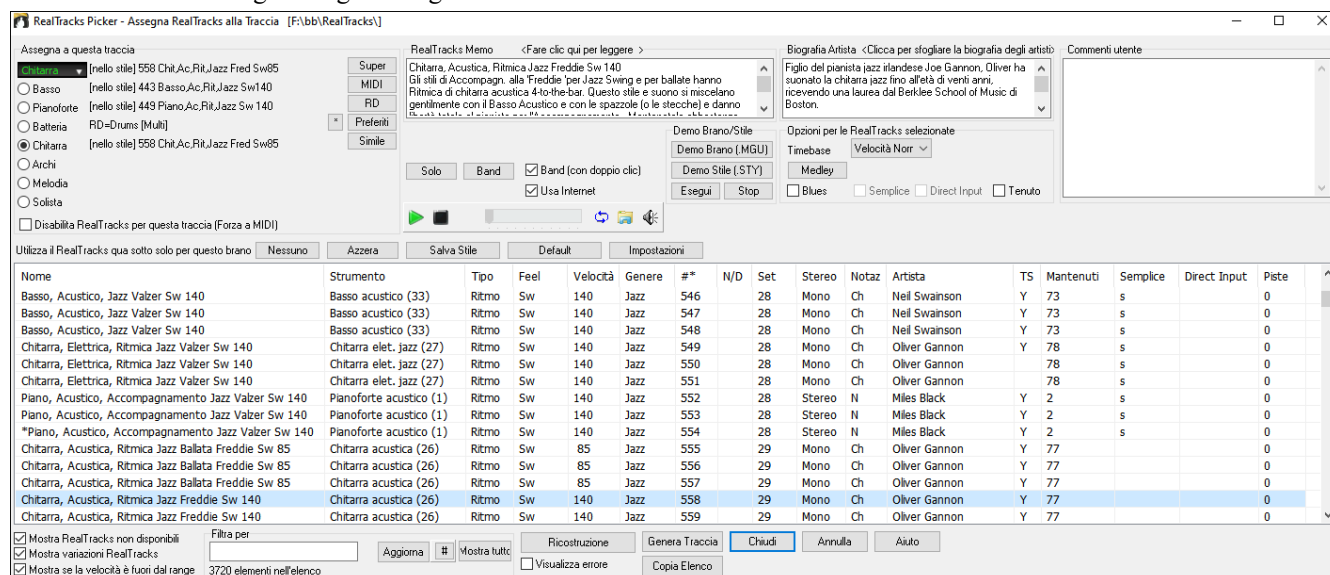 RealTracks Picker - Assegna RealTracks alla Traccia [F:\bb\RealTracks\]
Assegna a questa traccia
Chitarra [nello stile] 558 Chit,Ac,Rit,Jazz Fred Sw85
Basso [nello stile] 443 Basso,Ac,Rit,Jazz Sw140
Pianoforte [nello stile] 449 Piano,Ac,Rit,Jazz Sw 140
Batteria RD=Drums [Multi]
Chitarra [nello stile] 558 Chit,Ac,Rit,Jazz Fred Sw85
Archi
Melodia
Solista
Disabilita RealTracks per questa traccia (Forza a MIDI)
Super
MIDI
RD
* Preferiti
Simile
RealTracks Memo <Fare clic qui per leggere >
Chitarra, Acustica, Ritmica Jazz Freddie Sw 140
Gli stili di Accompagn. alla 'Freddie 'per Jazz Swing e per ballate hanno
Ritmica di chitarra acustica 4-to-the-bar. Questo stile e suono si miscelano
gentilmente con il Basso Acustico e con le spazzole (o le stecche) e danno
Solo Band Band (con doppio clic)
Usa Internet
Demo Brano/Stile
Demo Brano (.MGU)
Demo Stile (.STY)
Esegui Stop
Biografia Artista <Clicca per sfogliare la biografia degli artisti>
Figlio del pianista jazz irlandese Joe Gannon, Oliver ha
suonato la chitarra jazz fino all'età di venti anni,
ricevendo una laurea dal Berklee School of Music di
Boston.
Opzioni per le RealTracks selezionate
Timebase Velocità Norr
Medley
Blues Semplice Direct Input Tenuto
Commenti utente
Utilizza il RealTracks qua sotto solo per questo brano Nessuno Azzera Salva Stile Default Impostazioni
Nome Strumento Tipo Feel Velocità Genere #* N/D Set Stereo Notaz Artista TS Mantenuti Semplice Direct Input Piste
Basso, Acustico, Jazz Valzer Sw 140 Basso acustico (33) Ritmo Sw 140 Jazz 546 28 Mono Ch Neil Swainson Y 73 s 0
Basso, Acustico, Jazz Valzer Sw 140 Basso acustico (33) Ritmo Sw 140 Jazz 547 28 Mono Ch Neil Swainson Y 73 s 0
Basso, Acustico, Jazz Valzer Sw 140 Basso acustico (33) Ritmo Sw 140 Jazz 548 28 Mono Ch Neil Swainson Y 73 s 0
Chitarra, Elettrica, Ritmica Jazz Valzer Sw 140 Chitarra elet. jazz (27) Ritmo Sw 140 Jazz 549 28 Mono Ch Oliver Gannon Y 78 s 0
Chitarra, Elettrica, Ritmica Jazz Valzer Sw 140 Chitarra elet. jazz (27) Ritmo Sw 140 Jazz 550 28 Mono Ch Oliver Gannon 78 s 0
Chitarra, Elettrica, Ritmica Jazz Valzer Sw 140 Chitarra elet. jazz (27) Ritmo Sw 140 Jazz 551 28 Mono Ch Oliver Gannon 78 s 0
Piano, Acustico, Accompagnamento Jazz Valzer Sw 140 Pianoforte acustico (1) Ritmo Sw 140 Jazz 552 28 Stereo N Miles Black Y 2 s 0
Piano, Acustico, Accompagnamento Jazz Valzer Sw 140 Pianoforte acustico (1) Ritmo Sw 140 Jazz 553 28 Stereo N Miles Black Y 2 s 0
*Piano, Acustico, Accompagnamento Jazz Valzer Sw 140 Pianoforte acustico (1) Ritmo Sw 140 Jazz 554 28 Stereo N Miles Black Y 2 s 0
Chitarra, Acustica, Ritmica Jazz Ballata Freddie Sw 85 Chitarra acustica (26) Ritmo Sw 85 Jazz 555 29 Mono Ch Oliver Gannon Y 77 0
Chitarra, Acustica, Ritmica Jazz Ballata Freddie Sw 85 Chitarra acustica (26) Ritmo Sw 85 Jazz 556 29 Mono Ch Oliver Gannon Y 77 0
Chitarra, Acustica, Ritmica Jazz Ballata Freddie Sw 85 Chitarra acustica (26) Ritmo Sw 85 Jazz 557 29 Mono Ch Oliver Gannon Y 77 0
Chitarra, Acustica, Ritmica Jazz Freddie Sw 140 Chitarra acustica (26) Ritmo Sw 140 Jazz 558 29 Mono Ch Oliver Gannon Y 77 0
Chitarra, Acustica, Ritmica Jazz Freddie Sw 140 Chitarra acustica (26) Ritmo Sw 140 Jazz 559 29 Mono Ch Oliver Gannon Y 77 0
Mostra RealTracks non disponibili
Mostra variazioni RealTracks
Mostra se la velocità è fuori dal range
Filtra per
Aggiorna # Mostra tutto
3720 elementi nell'elenco
Ricostruzione Genera Traccia Chiudi Annulla Aiuto
Visualizza errore Copia Elenco